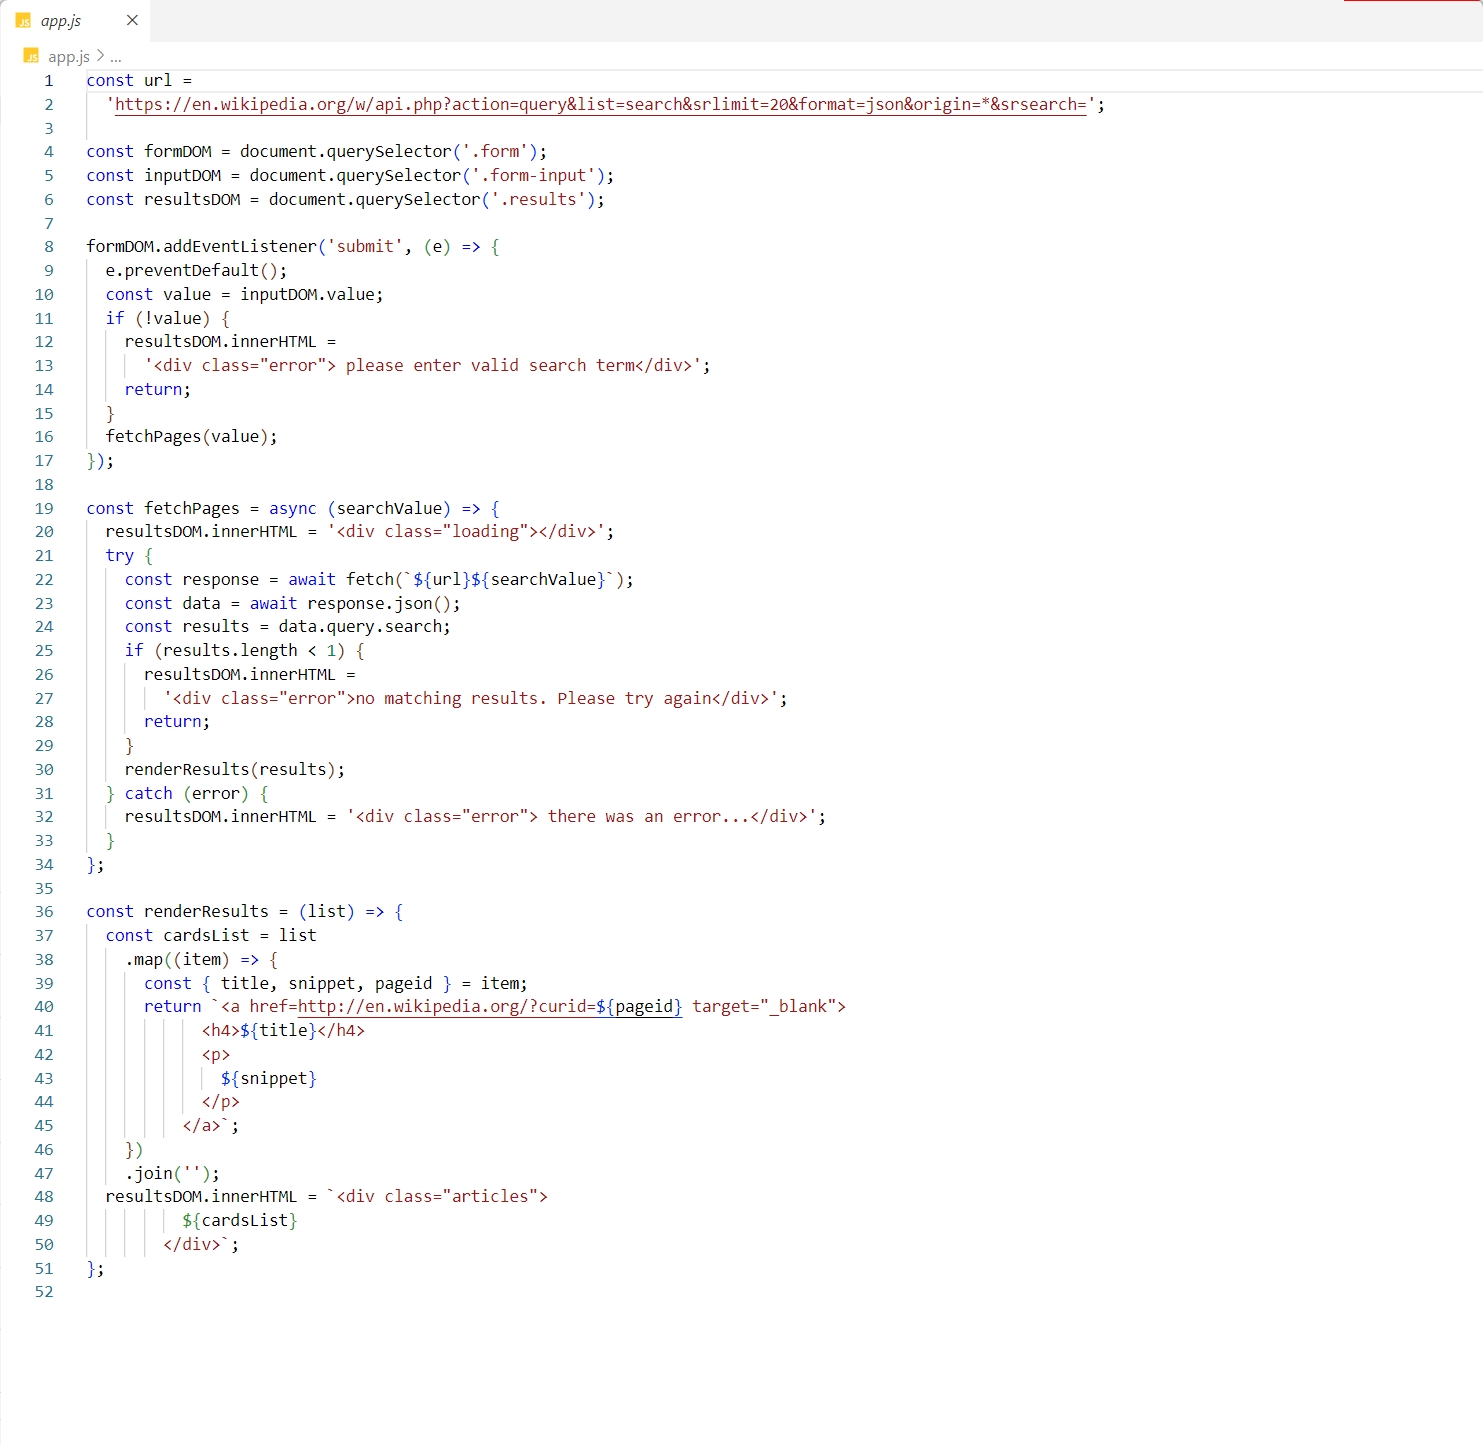 app.js
app.js > ...
1 const url =
2 'https://en.wikipedia.org/w/api.php?action=query&list=search&srlimit=20&format=json&origin=*&srsearch=';
3
4 const formDOM = document.querySelector('.form');
5 const inputDOM = document.querySelector('.form-input');
6 const resultsDOM = document.querySelector('.results');
7
8 formDOM.addEventListener('submit', (e) => {
9 e.preventDefault();
10 const value = inputDOM.value;
11 if (!value) {
12 resultsDOM.innerHTML =
13 '<div class="error"> please enter valid search term</div>';
14 return;
15 }
16 fetchPages(value);
17 });
18
19 const fetchPages = async (searchValue) => {
20 resultsDOM.innerHTML = '<div class="loading"></div>';
21 try {
22 const response = await fetch(`${url}${searchValue}`);
23 const data = await response.json();
24 const results = data.query.search;
25 if (results.length < 1) {
26 resultsDOM.innerHTML =
27 '<div class="error">no matching results. Please try again</div>';
28 return;
29 }
30 renderResults(results);
31 } catch (error) {
32 resultsDOM.innerHTML = '<div class="error"> there was an error...</div>';
33 }
34 };
35
36 const renderResults = (list) => {
37 const cardsList = list
38 .map((item) => {
39 const { title, snippet, pageid } = item;
40 return `<a href=http://en.wikipedia.org/?curid=${pageid} target="_blank">
41 <h4>${title}</h4>
42 <p>
43 ${snippet}
44 </p>
45 </a>`;
46 })
47 .join('');
48 resultsDOM.innerHTML = `<div class="articles">
49 ${cardsList}
50 </div>`;
51 };
52